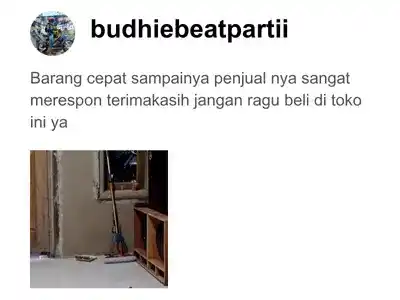 budhiebeatpartii
Barang cepat sampainya penjual nya sangat
merespon terimakasih jangan ragu beli di toko
ini ya